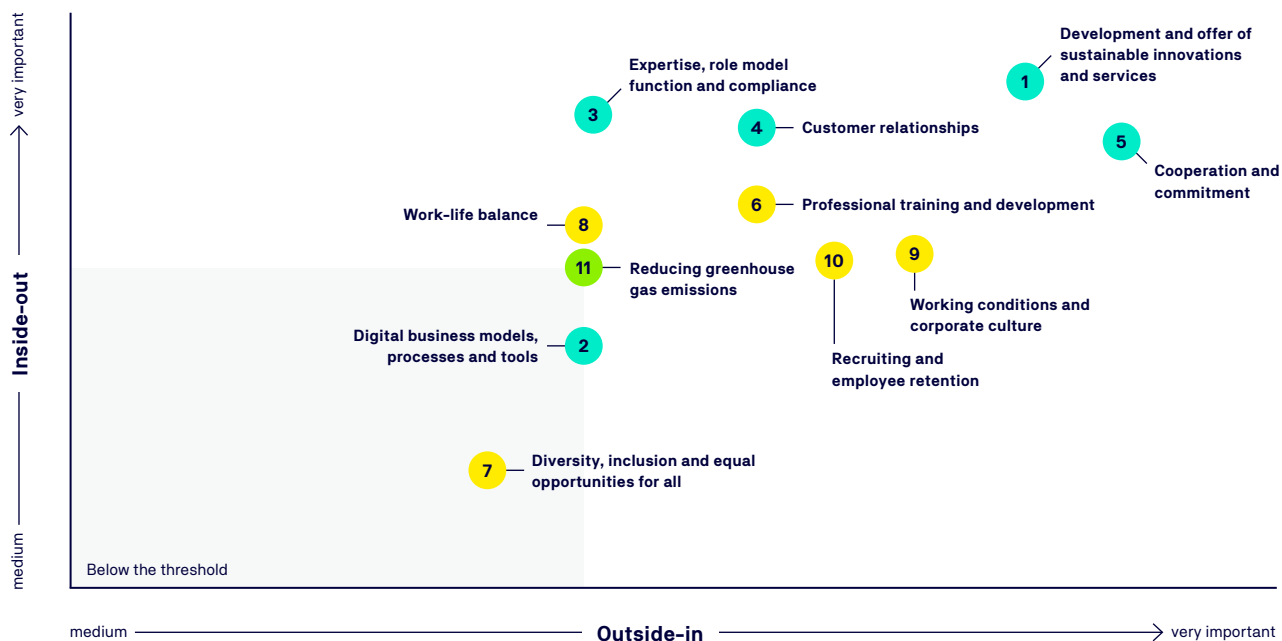 very important
Inside-out
medium
Development and offer of
sustainable innovations
and services
1
Expertise, role model
function and compliance
3
4
Customer relationships
5
Cooperation and
commitment
6
Professional training and development
Work-life balance
8
11
Reducing greenhouse
gas emissions
10
9
Working conditions and
corporate culture
Recruiting and
employee retention
Digital business models,
processes and tools
2
7
Diversity, inclusion and equal
opportunities for all
Below the threshold
medium
Outside-in
very important